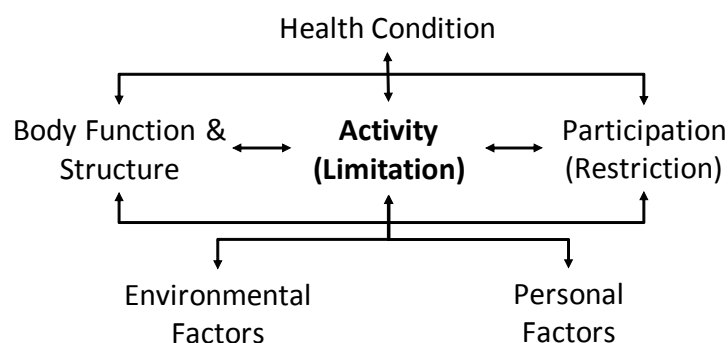 Health Condition
Body Function &
Structure
Activity
(Limitation)
Participation
(Restriction)
Environmental
Factors
Personal
Factors